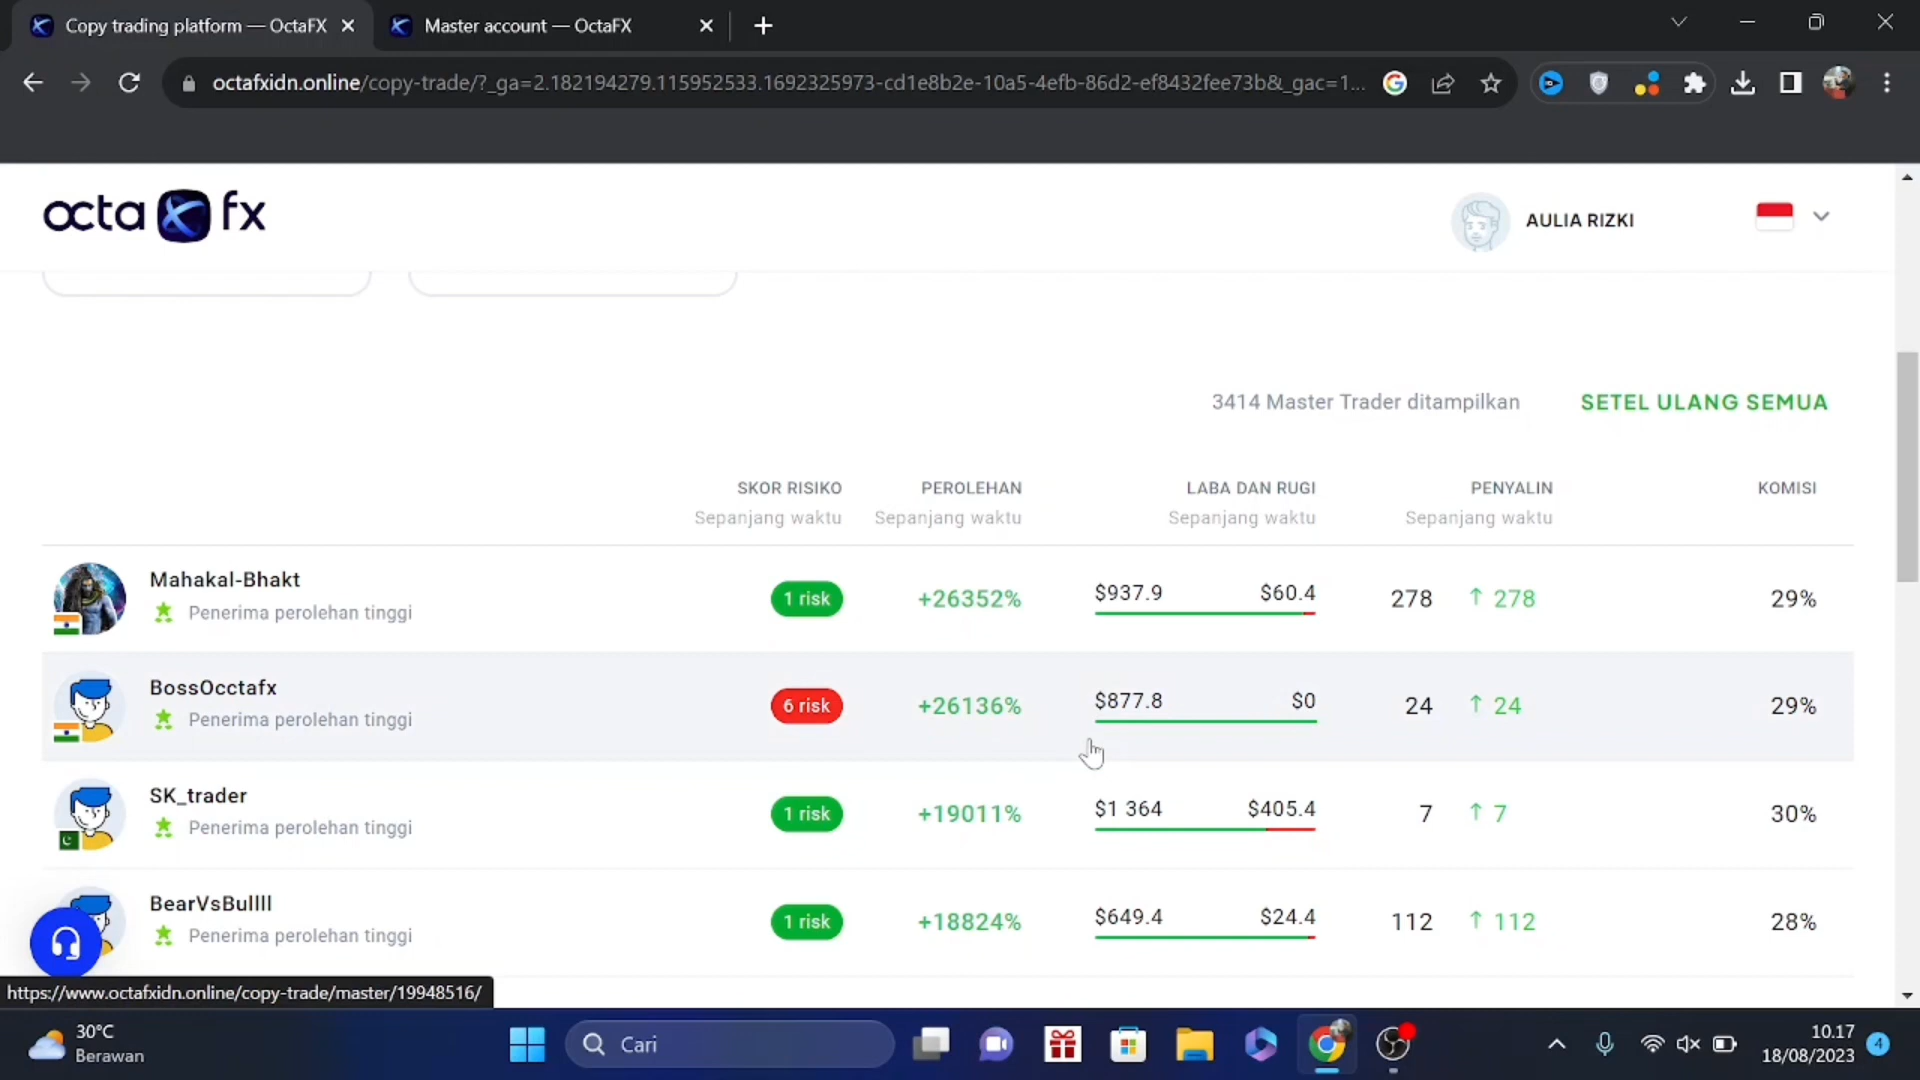 Copy trading platform — OctaFX
Master account — OctaFX
octafxidn.online/copy-trade/?_ga=2.182194279.115952533.1692325973-cd1e8b2e-10a5-4efb-86d2-ef8432fee73b&_gac=1...
octa fx
AULIA RIZKI
3414 Master Trader ditampilkan
SETEL ULANG SEMUA
SKOR RISIKO PEROLEHAN LABA DAN RUGI PENYALIN KOMISI
Sepanjang waktu Sepanjang waktu Sepanjang waktu Sepanjang waktu
Mahakal-Bhakt
Penerima perolehan tinggi
1 risk +26352% $937.9 $60.4 278 ↑ 278 29%
BossOcctafx
Penerima perolehan tinggi
6 risk +26136% $877.8 $0 24 ↑ 24 29%
SK_trader
Penerima perolehan tinggi
1 risk +19011% $1 364 $405.4 7 ↑ 7 30%
BearVsBullll
Penerima perolehan tinggi
1 risk +18824% $649.4 $24.4 112 ↑ 112 28%
https://www.octafxidn.online/copy-trade/master/19948516/
30°C
Berawan
Cari
10.17
18/08/2023
4